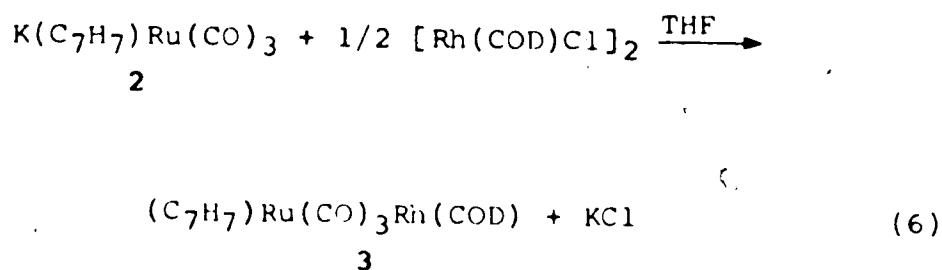 K(C7H7)Ru(CO)3 + 1/2 [Rh(COD)Cl]2 THF
2
(C7H7)Ru(CO)3Rh(COD) + KCl (6)
3